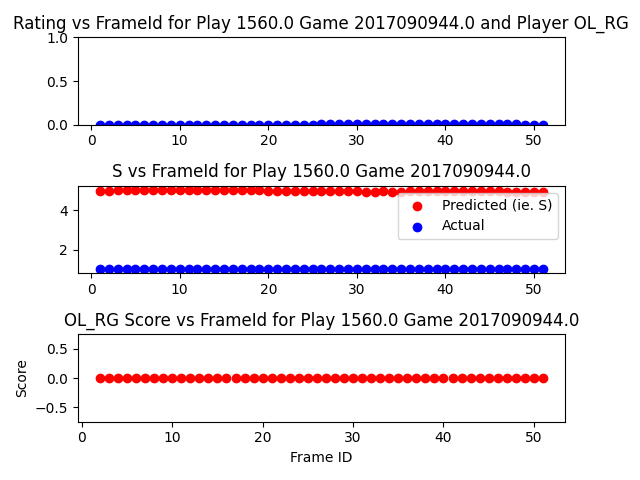 Rating vs FrameId for Play 1560.0 Game 2017090944.0 and Player OL_RG
1.0
0.5
0.0
0 10 20 30 40 50
S vs FrameId for Play 1560.0 Game 2017090944.0
4
2
Predicted (ie. S)
Actual
0 10 20 30 40 50
OL_RG Score vs FrameId for Play 1560.0 Game 2017090944.0
Score
0.5
0.0
−0.5
0 10 20 30 40 50
Frame ID